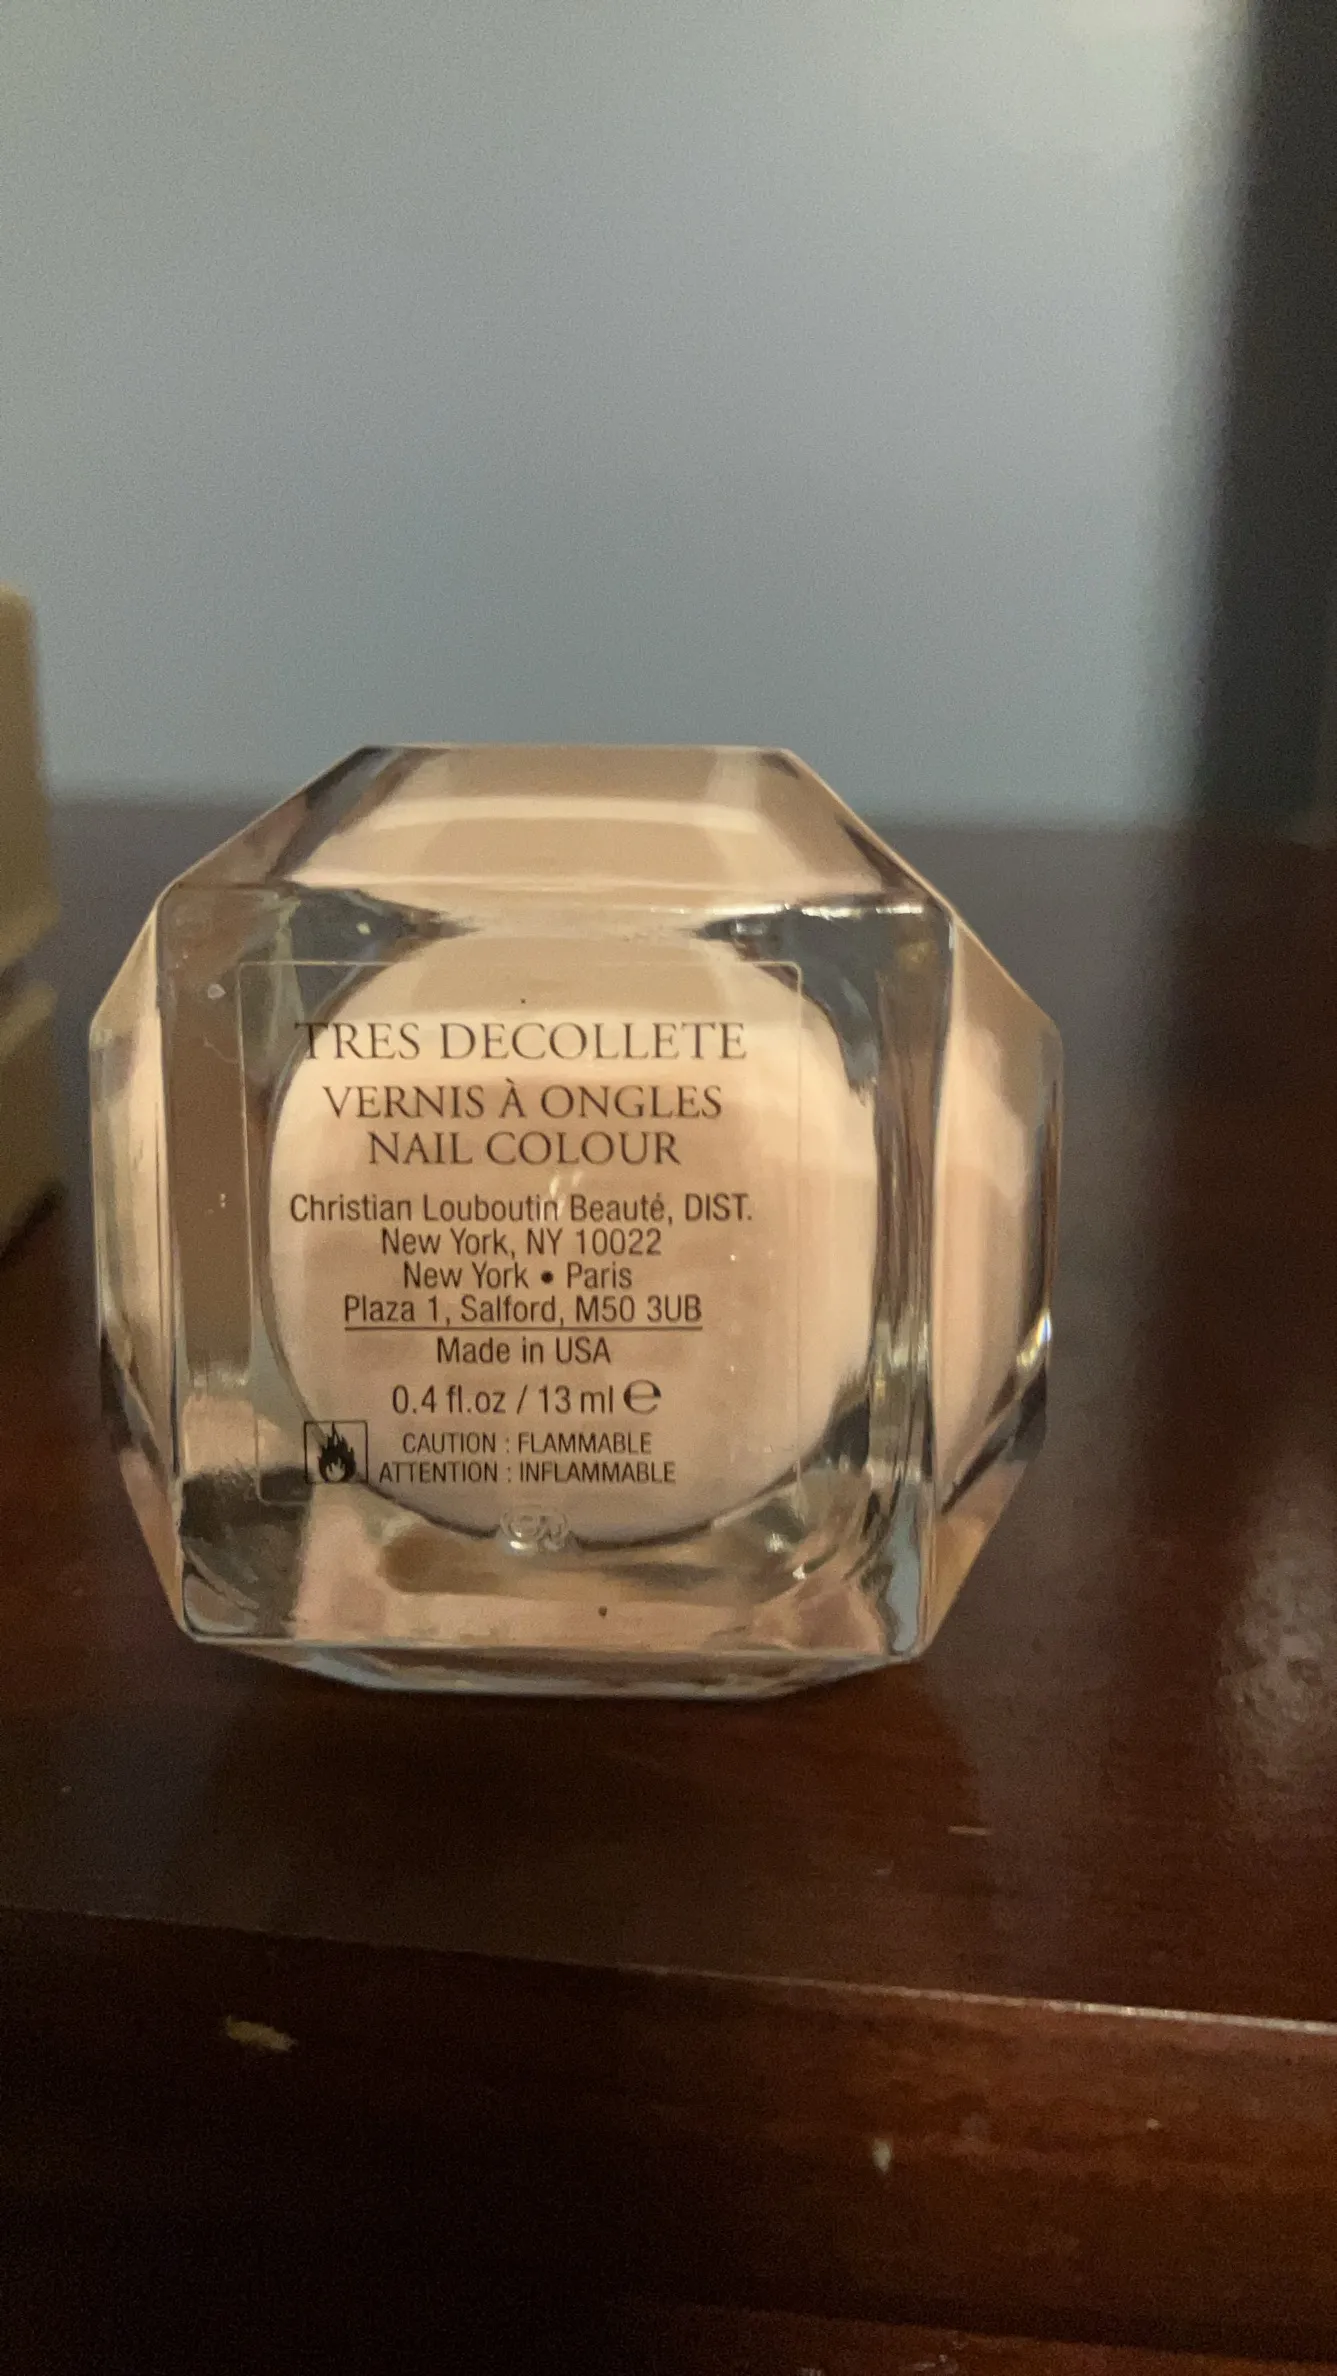 TRES DECOLLETE
VERNIS À ONGLES
NAIL COLOUR
Christian Louboutin Beauté, DIST.
New York, NY 10022
New York • Paris
Plaza 1, Salford, M50 3UB
Made in USA
0.4 fl.oz / 13 ml ℮
CAUTION : FLAMMABLE
ATTENTION : INFLAMMABLE